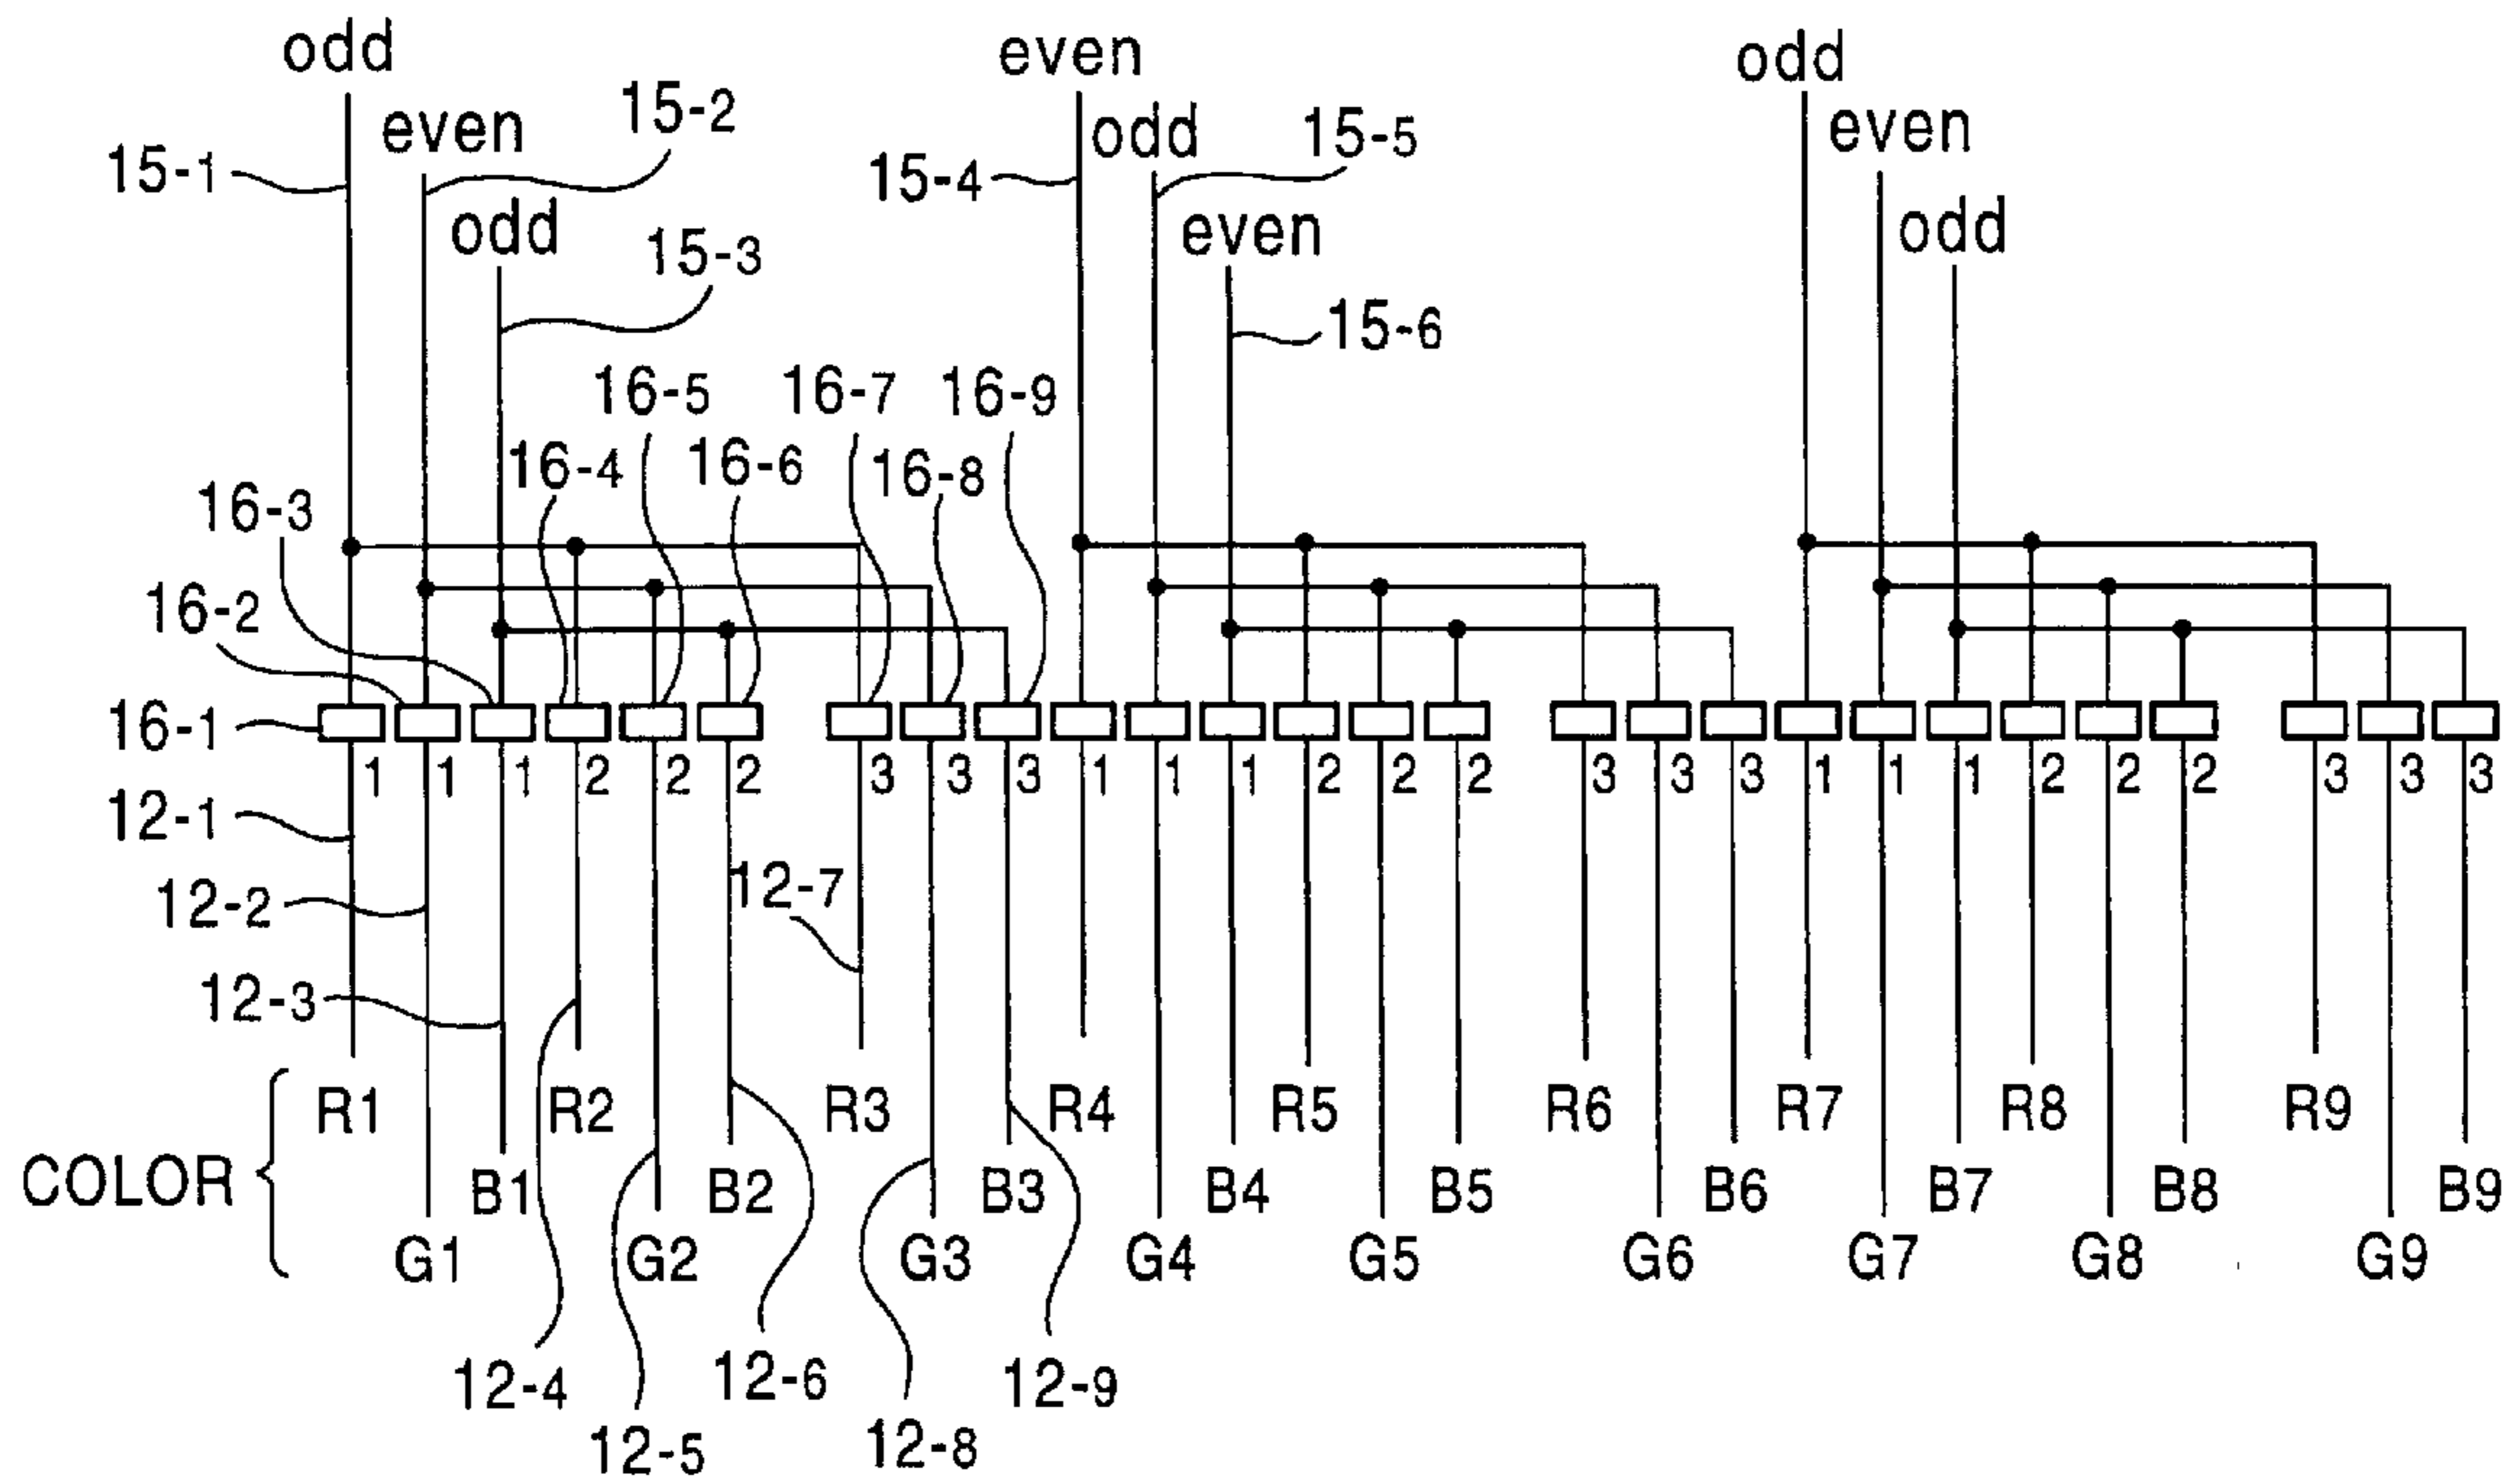 odd even odd
even 15-2 odd 15-5 even
15-1 15-4
odd 15-3 even odd
15-6
16-5 16-7 16-9
16-4 16-6 16-8
16-3
16-2
16-1
1 1 1 2 2 2 3 3 3 1 1 1 2 2 2 3 3 3 1 1 1 2 2 2 3 3 3
12-1
12-7
12-2
12-3
R1 R2 R3 R4 R5 R6 R7 R8 R9
COLOR B1 B2 B3 B4 B5 B6 B7 B8 B9
G1 G2 G3 G4 G5 G6 G7 G8 G9
12-4 12-6 12-9
12-5 12-8